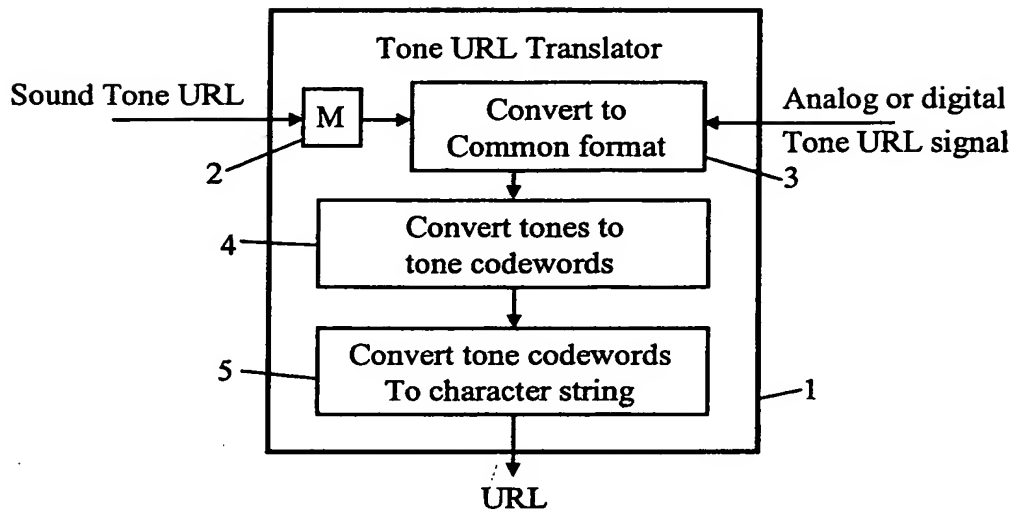 Tone URL Translator
Sound Tone URL
M
Convert to
Common format
Analog or digital
Tone URL signal
2
3
4
Convert tones to
tone codewords
5
Convert tone codewords
To character string
1
URL